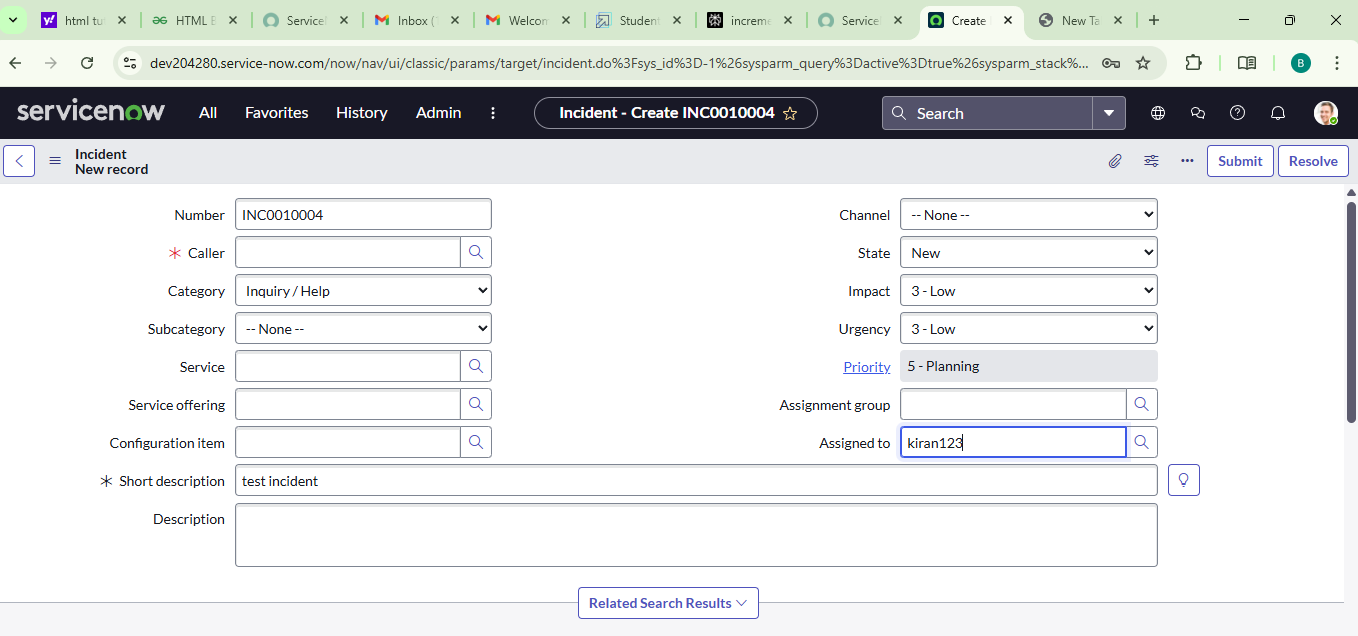 html tu
HTML E
Service
Inbox (
Welcom
Student
increme
Service
Create
New Ta
dev204280.service-now.com/now/nav/ui/classic/params/target/incident.do%3Fsys_id%3D-1%26sysparm_query%3Dactive%3Dtrue%26sysparm_stack%...
B
servicenow
All
Favorites
History
Admin
Incident - Create INC0010004
Search
Incident
New record
Submit
Resolve
Number
INC0010004
Channel
-- None --
Caller
State
New
Category
Inquiry / Help
Impact
3 - Low
Subcategory
-- None --
Urgency
3 - Low
Service
Priority
5 - Planning
Service offering
Assignment group
Configuration item
Assigned to
kiran123
Short description
test incident
Description
Related Search Results